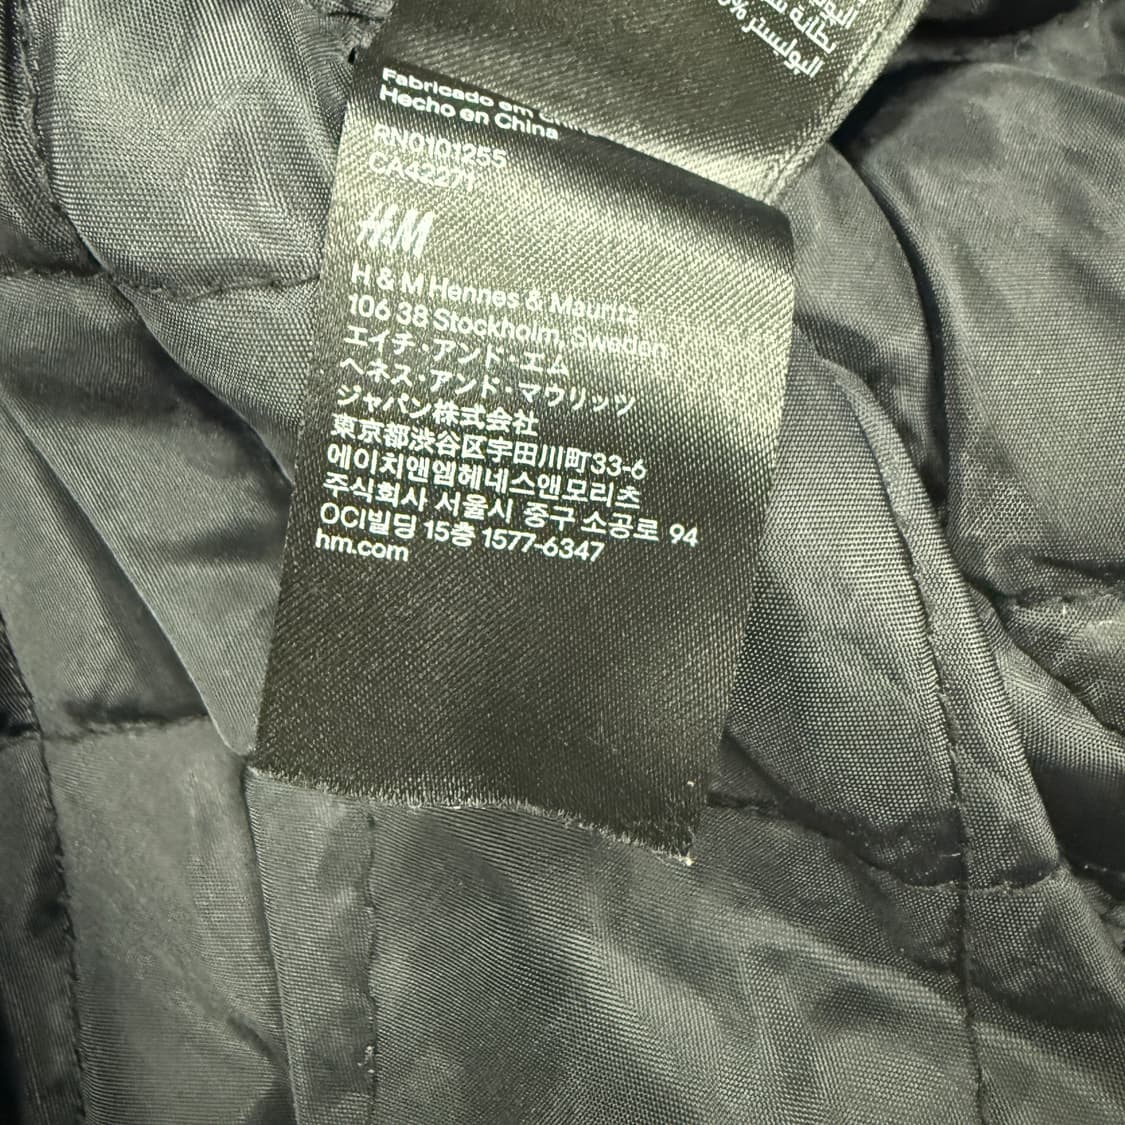 بطانة
البوليستر %
Fabricado em
Hecho en China
RN0101255
CA42271
H&M
H & M Hennes & Mauritz
106 38 Stockholm, Sweden
エイチ・アンド・エム
ヘネス・アンド・マウリッツ
ジャパン株式会社
東京都渋谷区宇田川町33-6
에이치앤엠헤네스앤모리츠
주식회사 서울시 중구 소공로 94
OCI빌딩 15층 1577-6347
hm.com